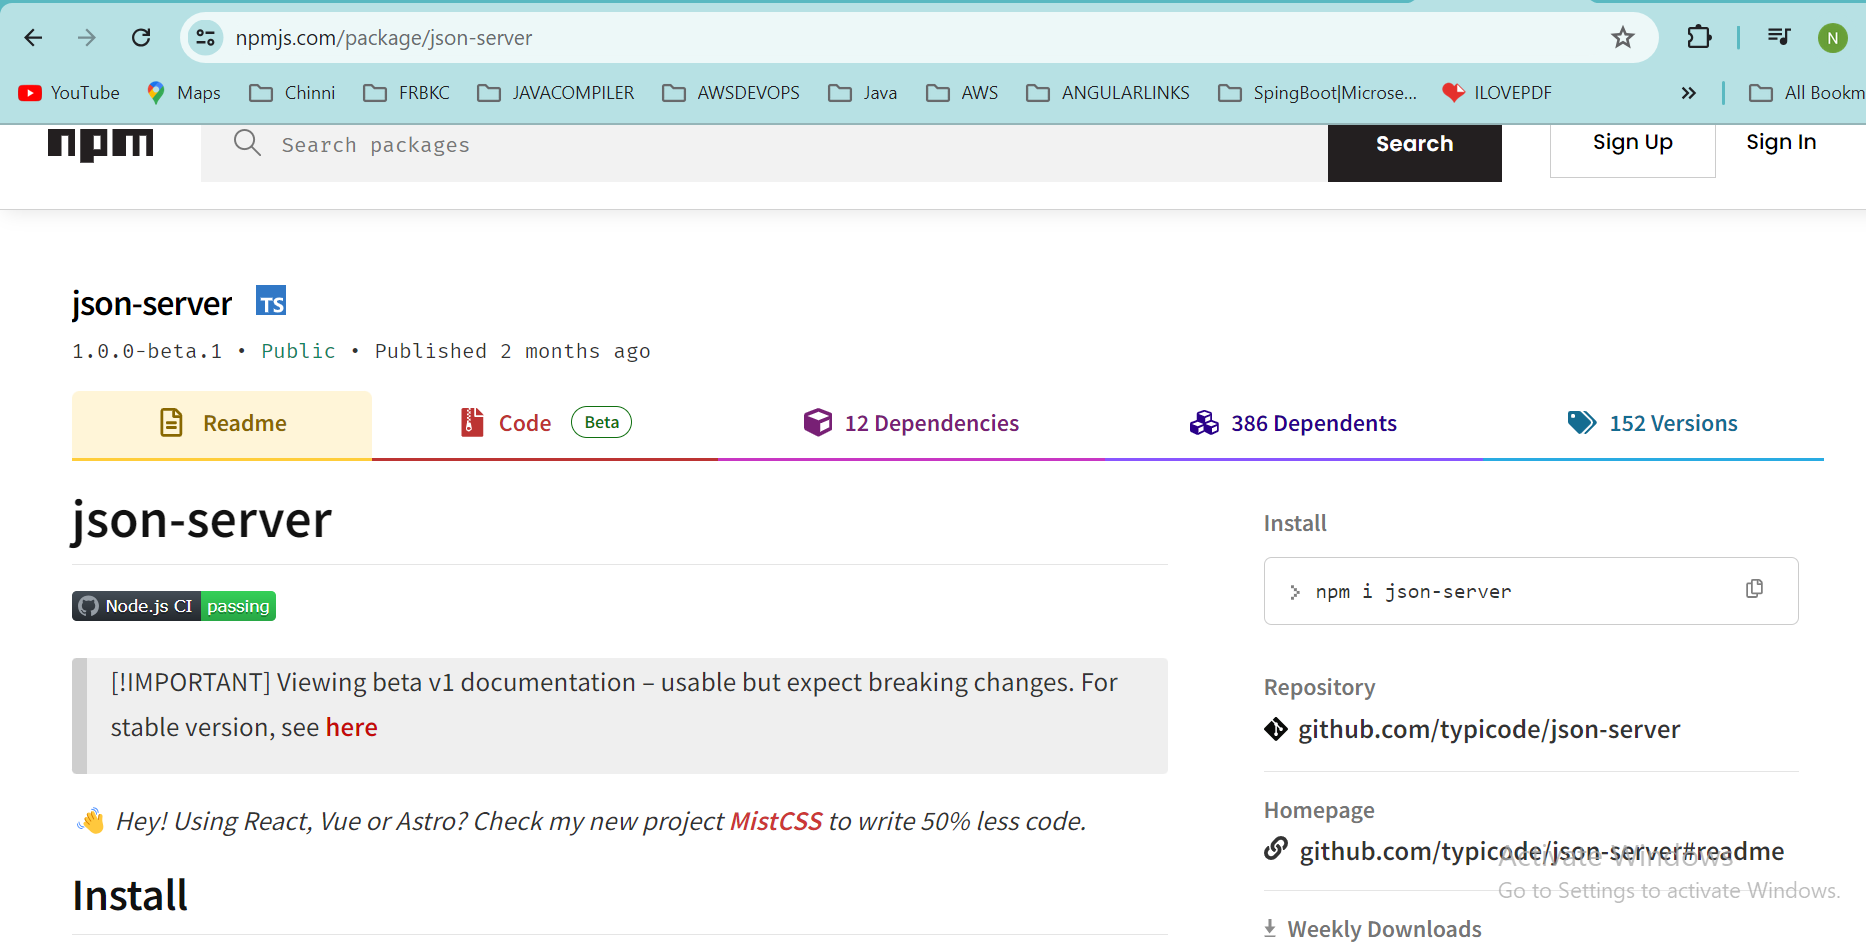 npmjs.com/package/json-server
N
YouTube Maps Chinni FRBKC JAVACOMPILER AWSDEVOPS Java AWS ANGULARLINKS SpingBoot|Microse... ILOVEPDF » All Bookm
npm Search packages Search Sign Up Sign In
json-server TS
1.0.0-beta.1 • Public • Published 2 months ago
Readme Code Beta 12 Dependencies 386 Dependents 152 Versions
json-server
Node.js CI passing
[!IMPORTANT] Viewing beta v1 documentation – usable but expect breaking changes. For
stable version, see here
👋 Hey! Using React, Vue or Astro? Check my new project MistCSS to write 50% less code.
Install
Install
> npm i json-server
Repository
github.com/typicode/json-server
Homepage
github.com/typicode/json-server#readme
Activate Windows
Go to Settings to activate Windows.
Weekly Downloads